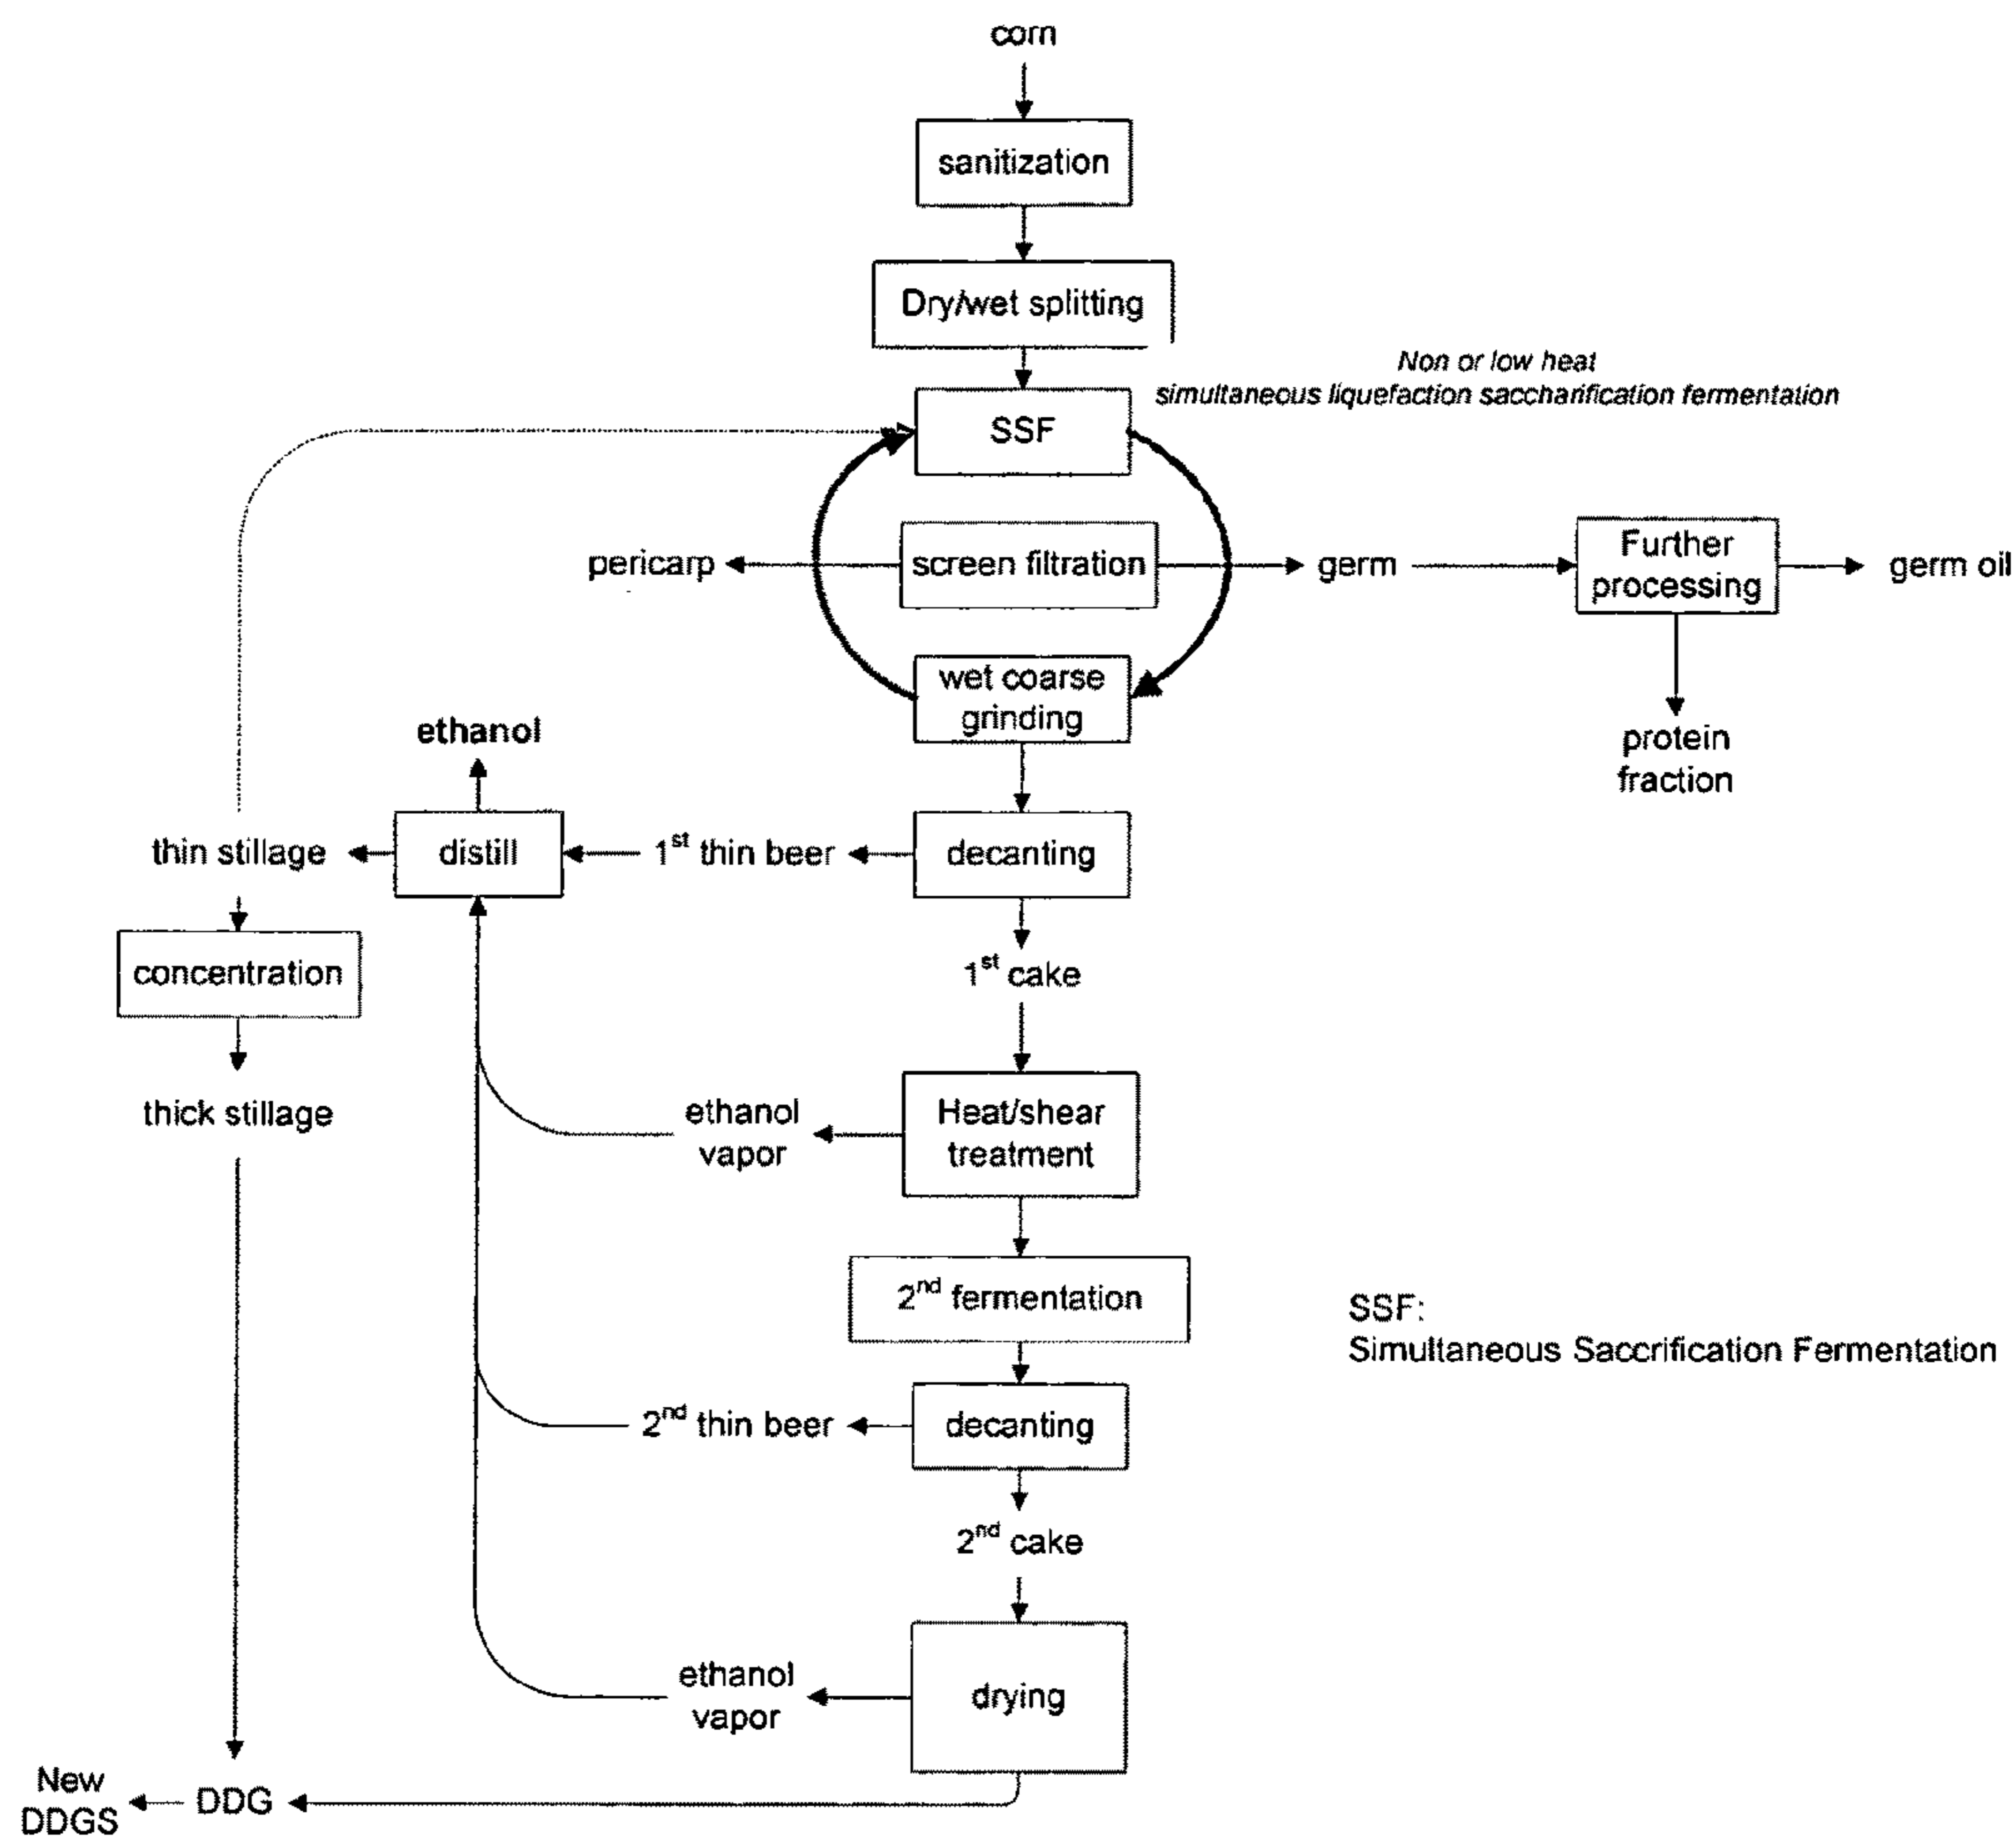 corn
sanitization
Dry/wet splitting
Non or low heat
simultaneous liquefaction saccharification fermentation
SSF
pericarp
screen filtration
germ
Further
processing
germ oil
wet coarse
grinding
protein
fraction
ethanol
thin stillage
distill
1st thin beer
decanting
concentration
1st cake
thick stillage
ethanol
vapor
Heat/shear
treatment
2nd fermentation
SSF:
Simultaneous Saccrification Fermentation
2nd thin beer
decanting
2nd cake
ethanol
vapor
drying
New
DDGS
DDG